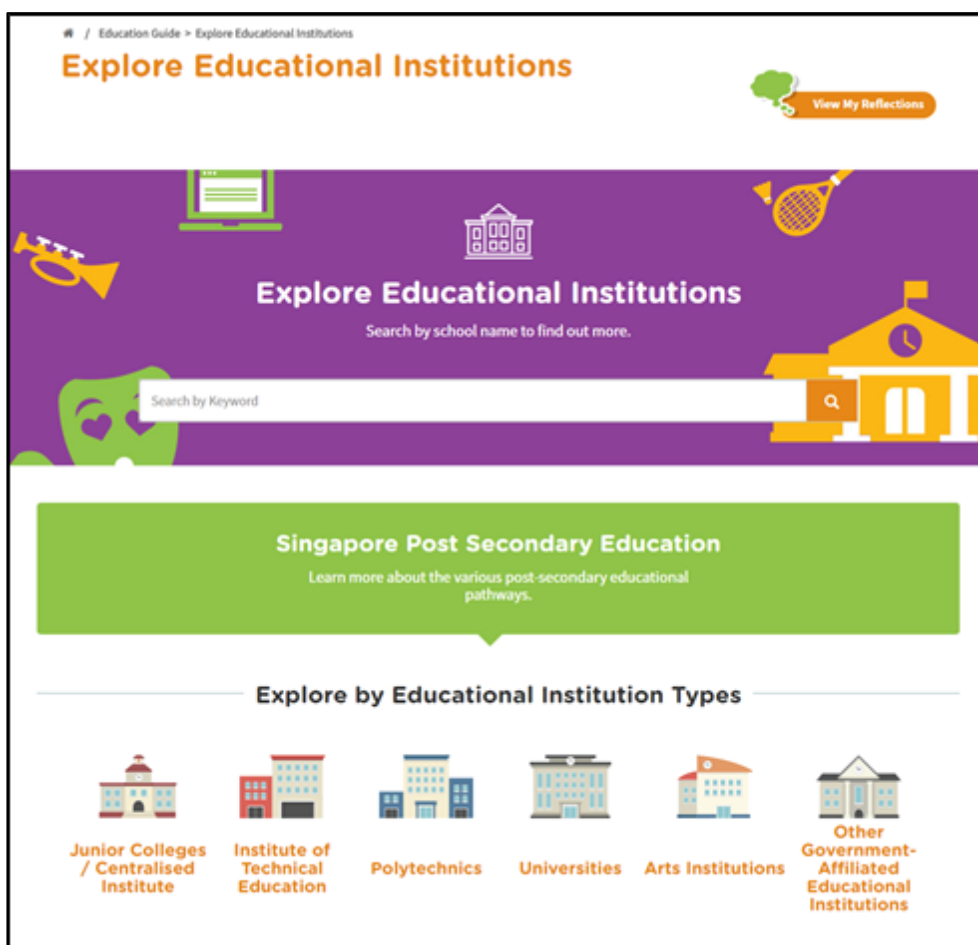 / Education Guide > Explore Educational Institutions
Explore Educational Institutions
View My Reflections
Explore Educational Institutions
Search by school name to find out more.
Search by Keyword
Singapore Post Secondary Education
Learn more about the various post-secondary educational
pathways.
Explore by Educational Institution Types
Junior Colleges
/ Centralised
Institute
Institute of
Technical
Education
Polytechnics
Universities
Arts Institutions
Other
Government-
Affiliated
Educational
Institutions